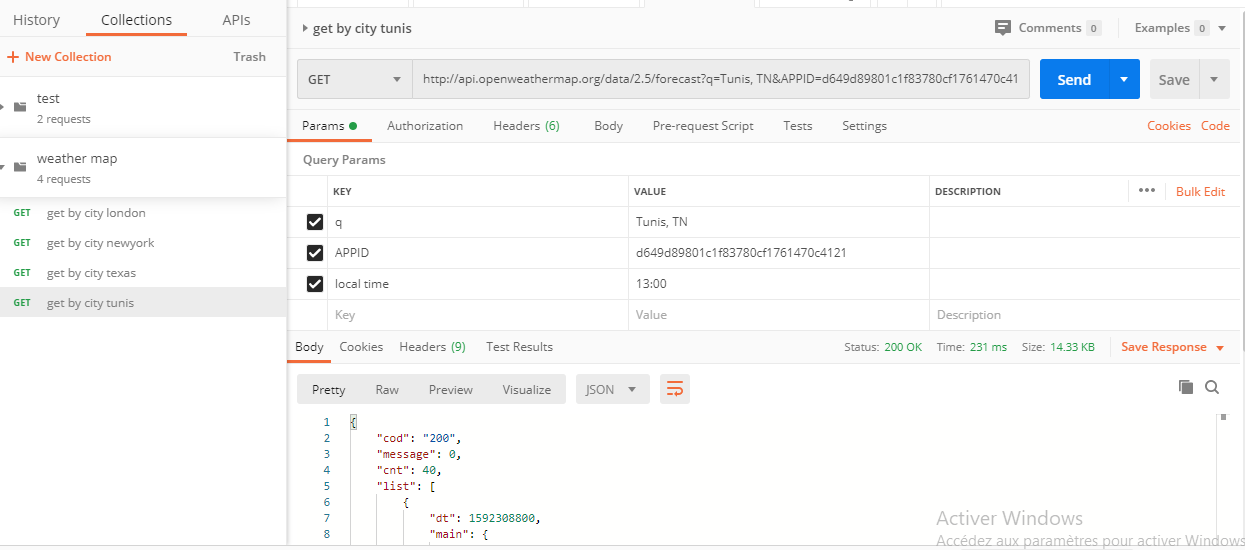 History Collections APIs
+ New Collection Trash
test
2 requests
weather map
4 requests
GET get by city london
GET get by city newyork
GET get by city texas
GET get by city tunis
get by city tunis Comments 0 Examples 0
GET http://api.openweathermap.org/data/2.5/forecast?q=Tunis, TN&APPID=d649d89801c1f83780cf1761470c41 Send Save
Params Authorization Headers (6) Body Pre-request Script Tests Settings Cookies Code
Query Params
KEY VALUE DESCRIPTION ••• Bulk Edit
q Tunis, TN
APPID d649d89801c1f83780cf1761470c4121
local time 13:00
Key Value Description
Body Cookies Headers (9) Test Results Status: 200 OK Time: 231 ms Size: 14.33 KB Save Response
Pretty Raw Preview Visualize JSON
1 {
2 "cod": "200",
3 "message": 0,
4 "cnt": 40,
5 "list": [
6 {
7 "dt": 1592308800,
8 "main": {
Activer Windows
Accédez aux paramètres pour activer Windows